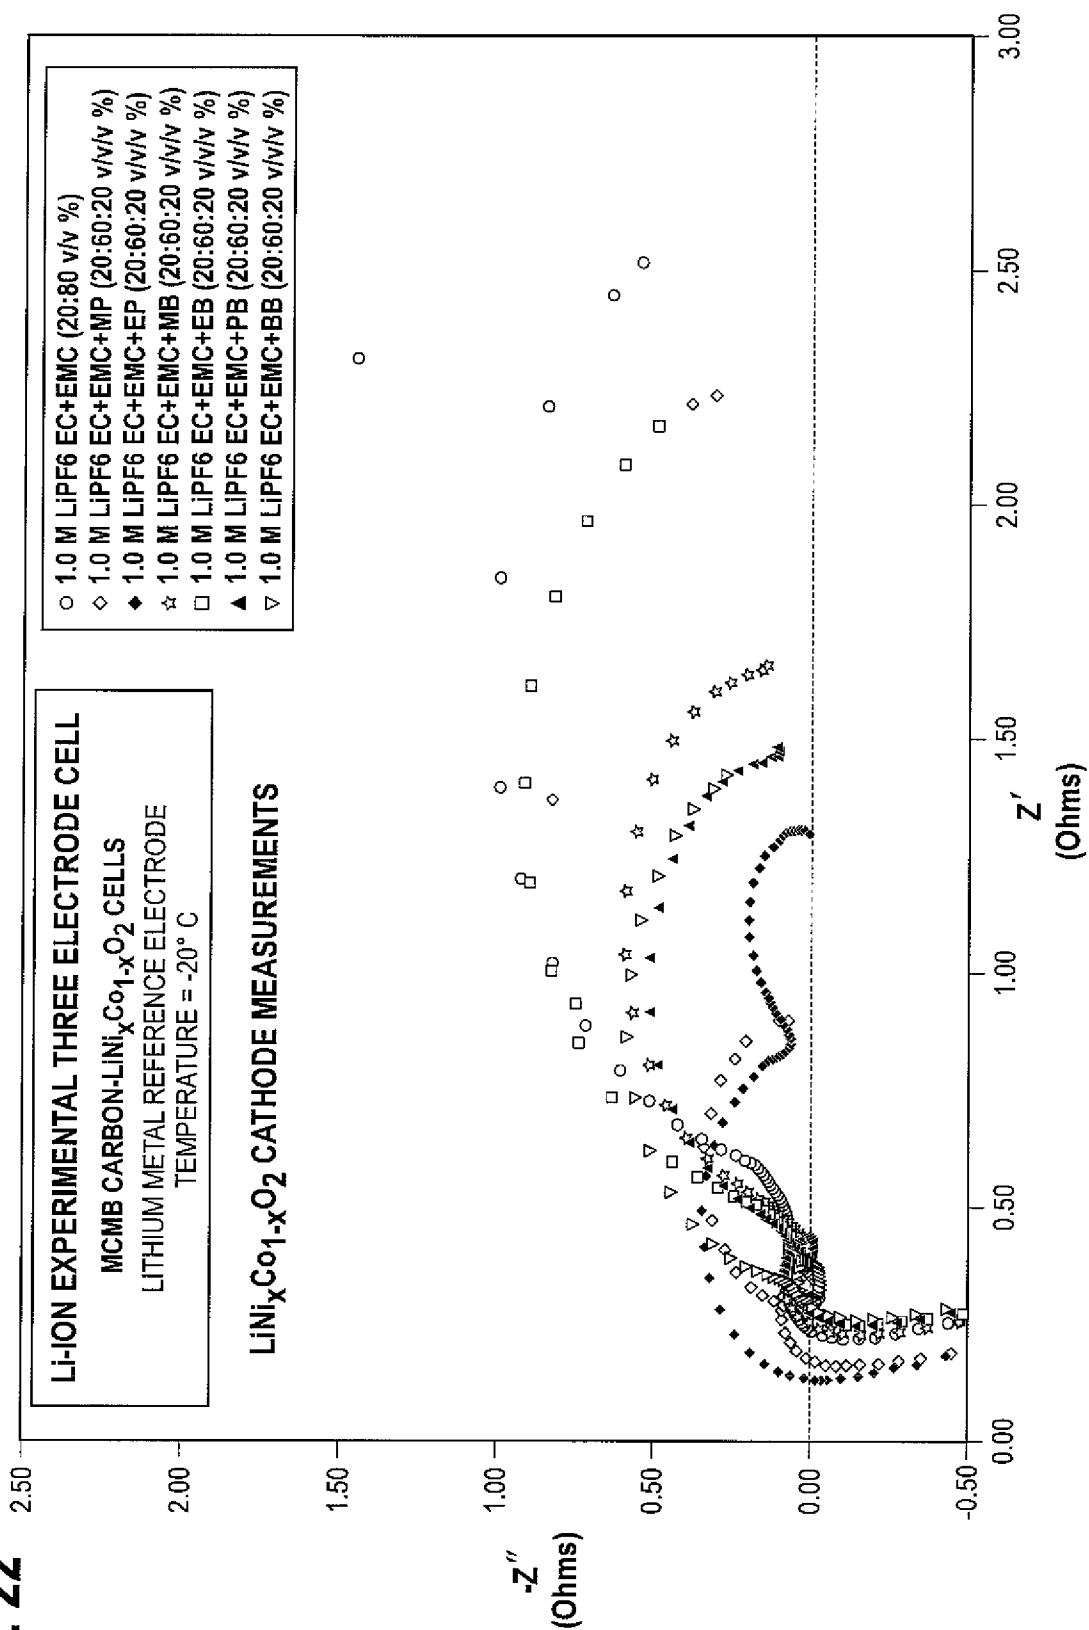 . 22
Li-ION EXPERIMENTAL THREE ELECTRODE CELL
MCMB CARBON-LiNixCo1-xO2 CELLS
LITHIUM METAL REFERENCE ELECTRODE
TEMPERATURE = -20° C
LiNixCo1-xO2 CATHODE MEASUREMENTS
1.0 M LiPF6 EC+EMC (20:80 v/v %)
1.0 M LiPF6 EC+EMC+MP (20:60:20 v/v/v %)
1.0 M LiPF6 EC+EMC+EP (20:60:20 v/v/v %)
1.0 M LiPF6 EC+EMC+MB (20:60:20 v/v/v %)
1.0 M LiPF6 EC+EMC+EB (20:60:20 v/v/v %)
1.0 M LiPF6 EC+EMC+PB (20:60:20 v/v/v %)
1.0 M LiPF6 EC+EMC+BB (20:60:20 v/v/v %)
2.50
2.00
1.50
1.00
0.50
0.00
-0.50
-Z″
(Ohms)
0.00
0.50
1.00
1.50
2.00
2.50
3.00
Z′
(Ohms)